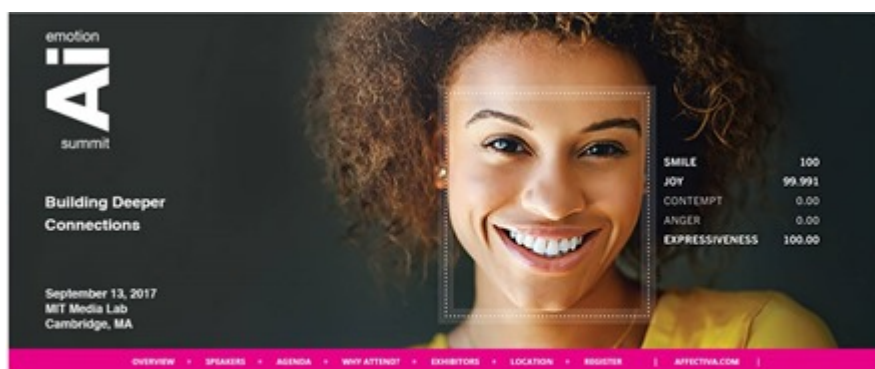 emotion
Ai
summit
Building Deeper
Connections
September 13, 2017
MIT Media Lab
Cambridge, MA
SMILE 100
JOY 99.991
CONTEMPT 0.00
ANGER 0.00
EXPRESSIVENESS 100.00
OVERVIEW • SPEAKERS • AGENDA • WHY ATTEND? • EXHIBITORS • LOCATION • REGISTER | AFFECTIVA.COM |